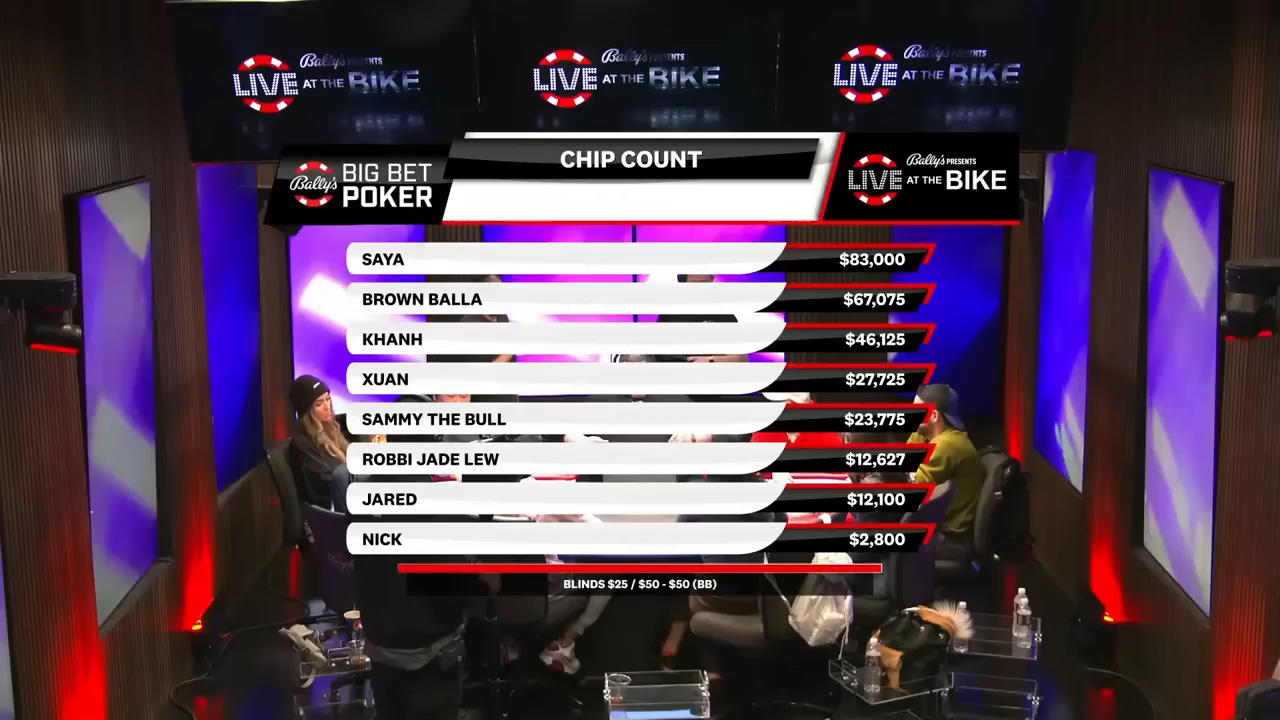 Bally's PRESENTS
LIVE AT THE BIKE
Bally's PRESENTS
LIVE AT THE BIKE
Bally's PRESENTS
LIVE AT THE BIKE
Bally's
BIG BET
POKER
CHIP COUNT
Bally's PRESENTS
LIVE AT THE BIKE
SAYA $83,000
BROWN BALLA $67,075
KHANH $46,125
XUAN $27,725
SAMMY THE BULL $23,775
ROBBI JADE LEW $12,627
JARED $12,100
NICK $2,800
BLINDS $25 / $50 - $50 (BB)